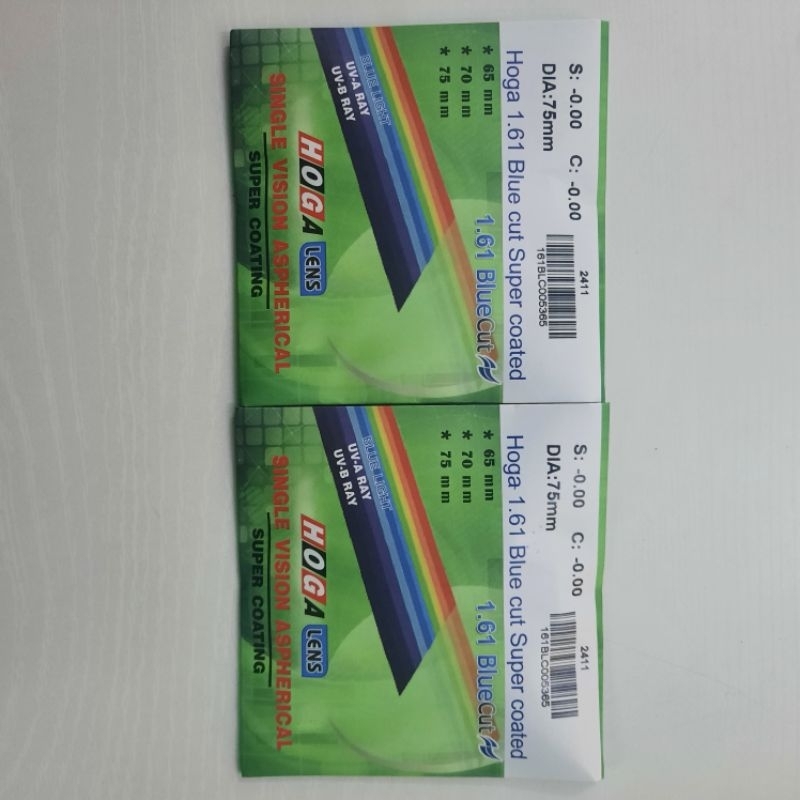 S: -0.00 C: -0.00
DIA:75mm
2411
161BLC005365
Hoga 1.61 Blue cut Super coated
* 65 mm
* 70 mm
* 75 mm
1.61 BlueCut
BLUE LIGHT
UV-A RAY
UV-B RAY
HOGA LENS
SINGLE VISION ASPHERICAL
SUPER COATING
S: -0.00 C: -0.00
DIA:75mm
2411
161BLC005365
Hoga 1.61 Blue cut Super coated
* 65 mm
* 70 mm
* 75 mm
1.61 BlueCut
BLUE LIGHT
UV-A RAY
UV-B RAY
HOGA LENS
SINGLE VISION ASPHERICAL
SUPER COATING